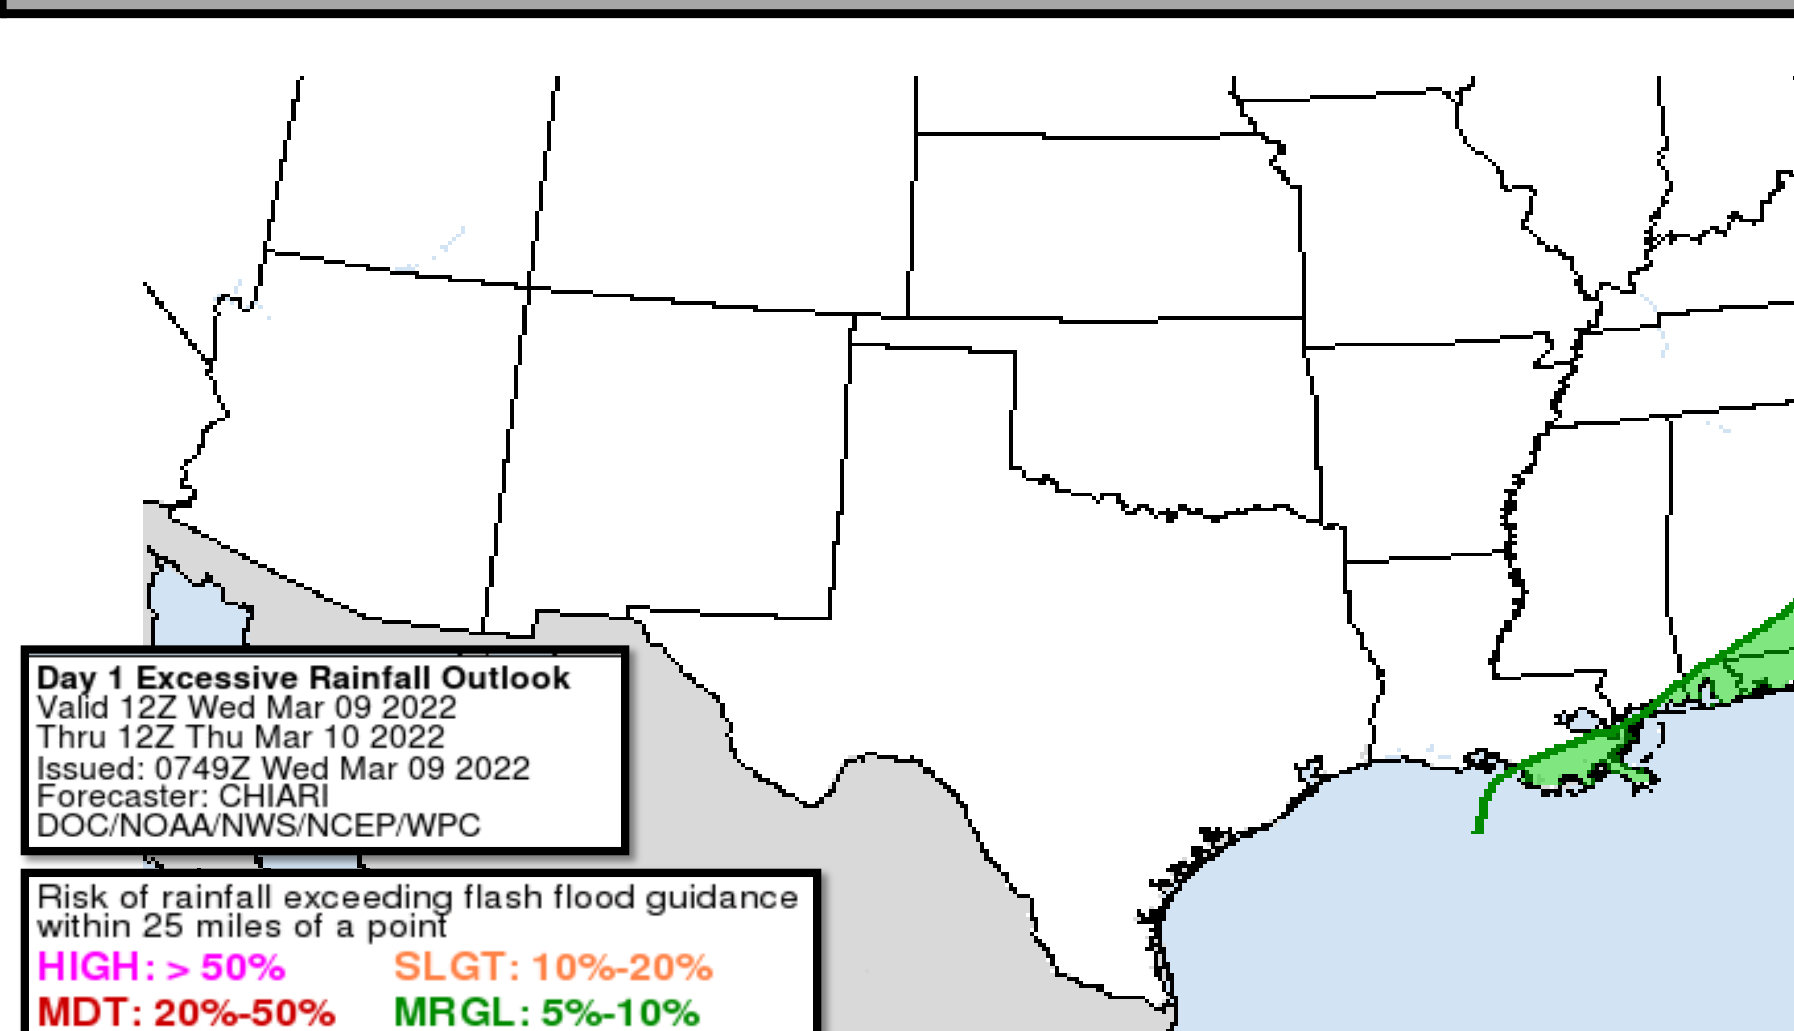 Day 1 Excessive Rainfall Outlook
Valid 12Z Wed Mar 09 2022
Thru 12Z Thu Mar 10 2022
Issued: 0749Z Wed Mar 09 2022
Forecaster: CHIARI
DOC/NOAA/NWS/NCEP/WPC
Risk of rainfall exceeding flash flood guidance
within 25 miles of a point
HIGH: > 50% SLGT: 10%-20%
MDT: 20%-50% MRGL: 5%-10%